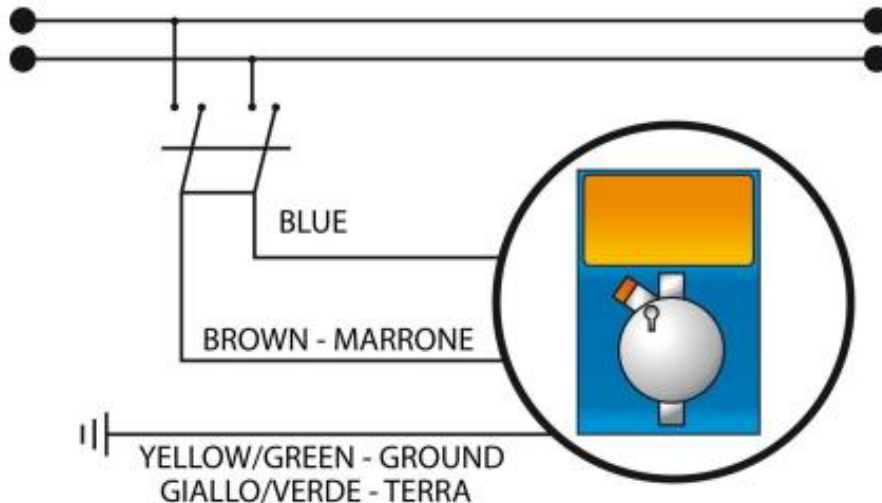 BLUE
BROWN - MARRONE
YELLOW/GREEN - GROUND
GIALLO/VERDE - TERRA